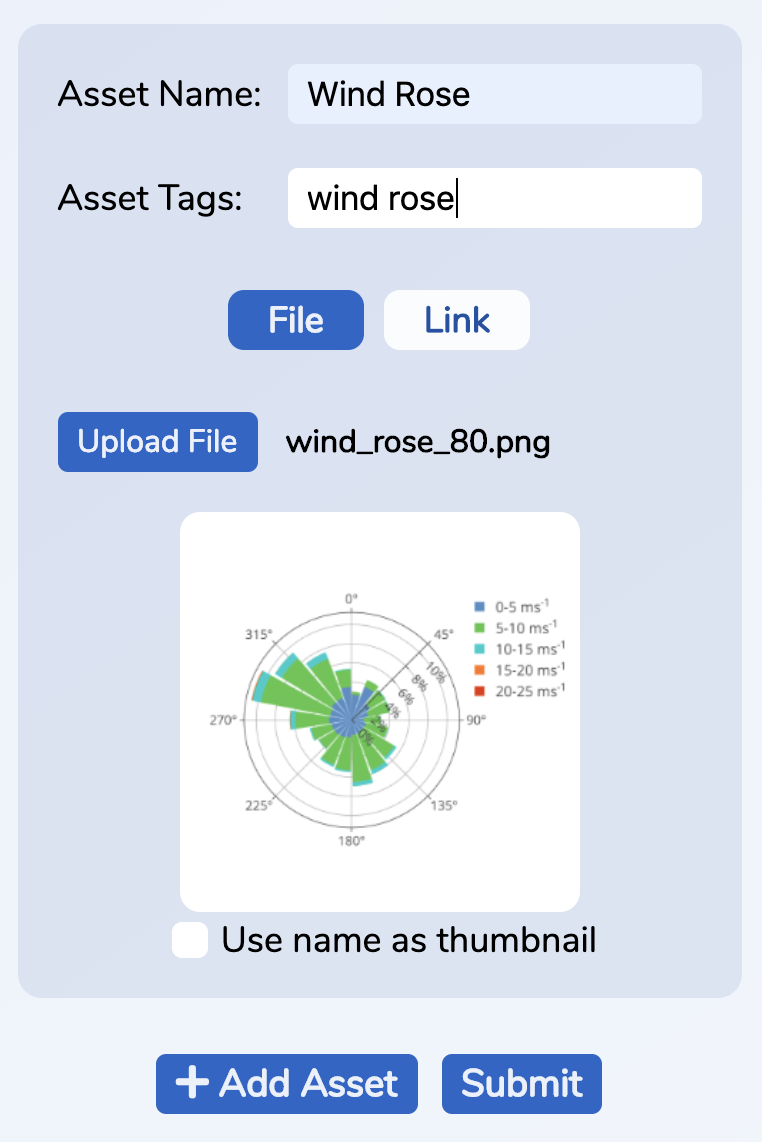 Asset Name: Wind Rose
Asset Tags: wind rose
File Link
Upload File wind_rose_80.png
0°
0-5 ms⁻¹
315° 45° 5-10 ms⁻¹
10-15 ms⁻¹
10% 15-20 ms⁻¹
8% 20-25 ms⁻¹
6%
4%
270° 2% 90°
0%
225° 135°
180°
Use name as thumbnail
+ Add Asset Submit